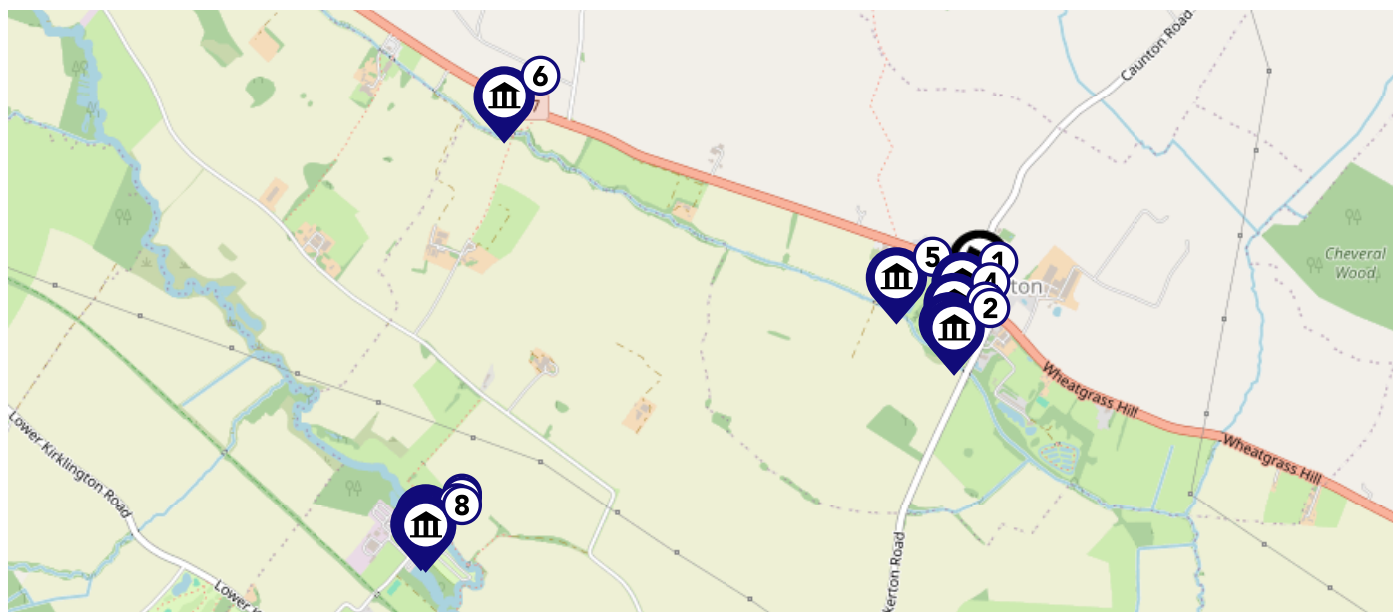 Caunton Road
6
7
5
1
4
2
ton
Cheveral
Wood
Wheatgrass Hill
Wheatgrass Hill
Lower Kirklington Road
8
kerton Road
Lower K